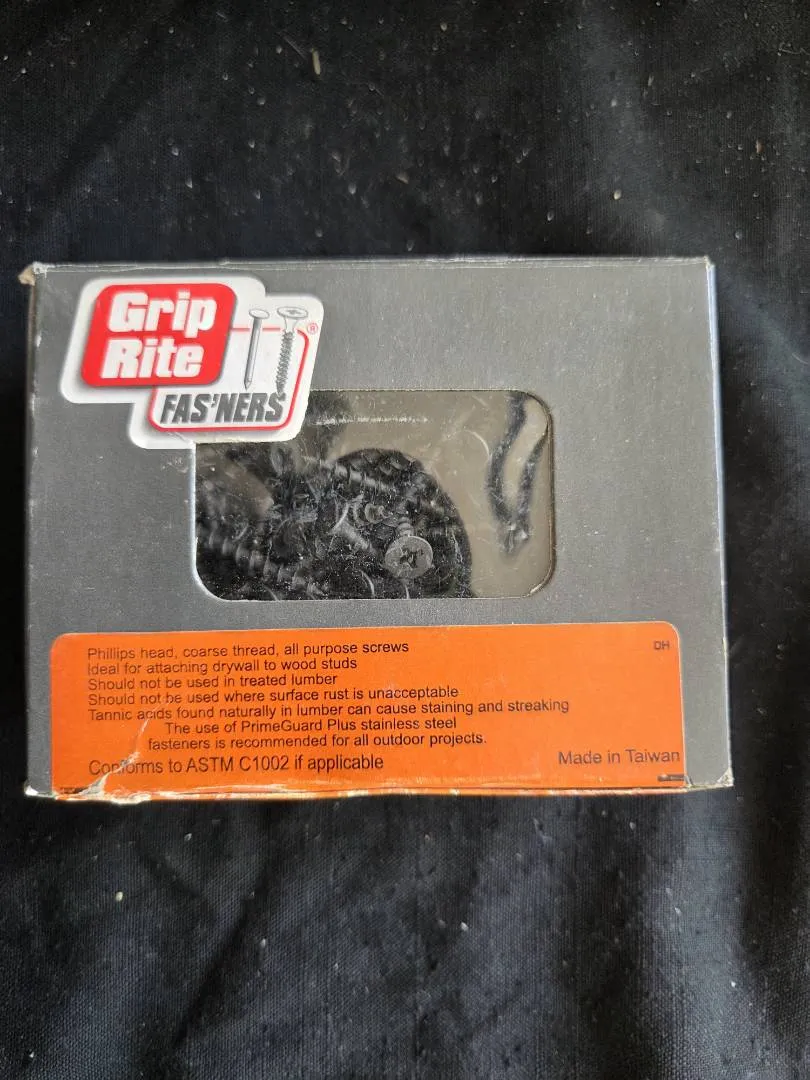 Grip
Rite
®
FAS'NERS
Phillips head, coarse thread, all purpose screws
DH
Ideal for attaching drywall to wood studs
Should not be used in treated lumber
Should not be used where surface rust is unacceptable
Tannic acids found naturally in lumber can cause staining and streaking
The use of PrimeGuard Plus stainless steel
fasteners is recommended for all outdoor projects.
Conforms to ASTM C1002 if applicable
Made in Taiwan